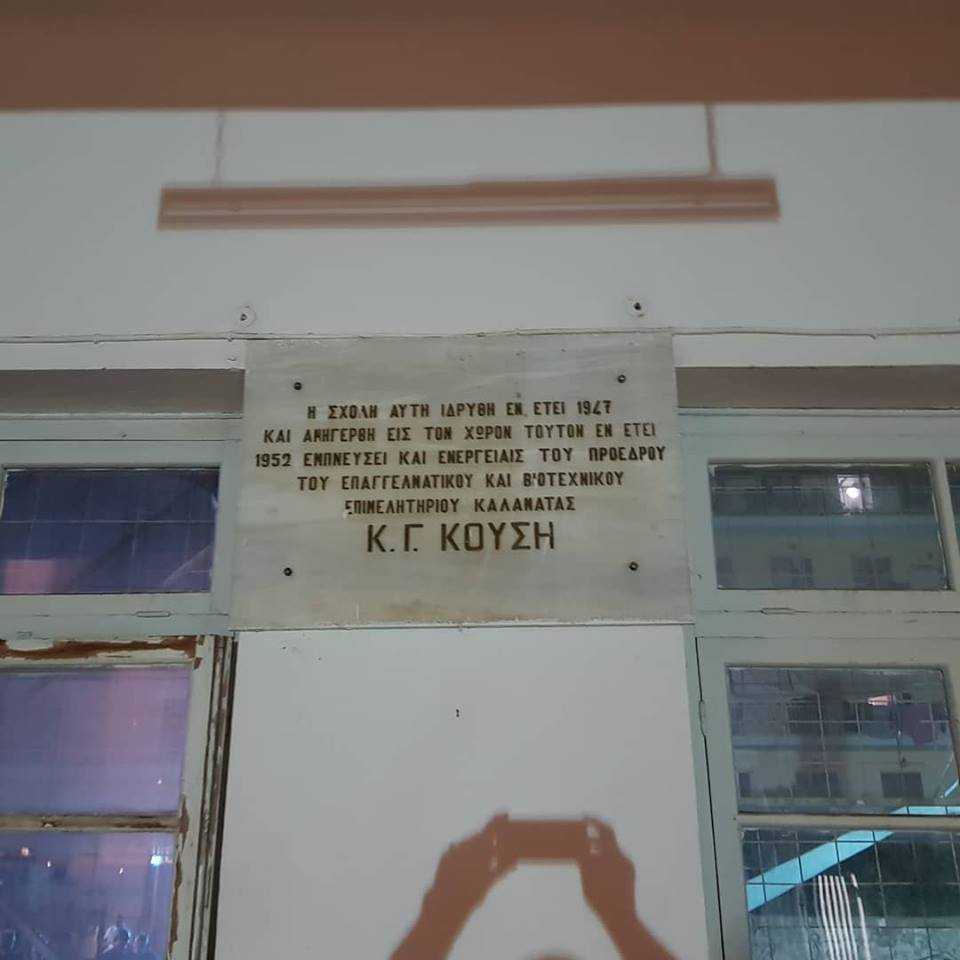 Η ΣΧΟΛΗ ΑΥΤΗ ΙΔΡΥΘΗ ΕΝ ΕΤΕΙ 1947
ΚΑΙ ΑΝΗΓΕΡΘΗ ΕΙΣ ΤΟΝ ΧΩΡΟΝ ΤΟΥΤΟΝ ΕΝ ΕΤΕΙ
1952 ΕΜΠΝΕΥΣΕΙ ΚΑΙ ΕΝΕΡΓΕΙΑΙΣ ΤΟΥ ΠΡΟΕΔΡΟΥ
ΤΟΥ ΕΠΑΓΓΕΛΜΑΤΙΚΟΥ ΚΑΙ ΒΙΟΤΕΧΝΙΚΟΥ
ΕΠΙΜΕΛΗΤΗΡΙΟΥ ΚΑΛΑΜΑΤΑΣ
Κ. Γ. ΚΟΥΣΗ